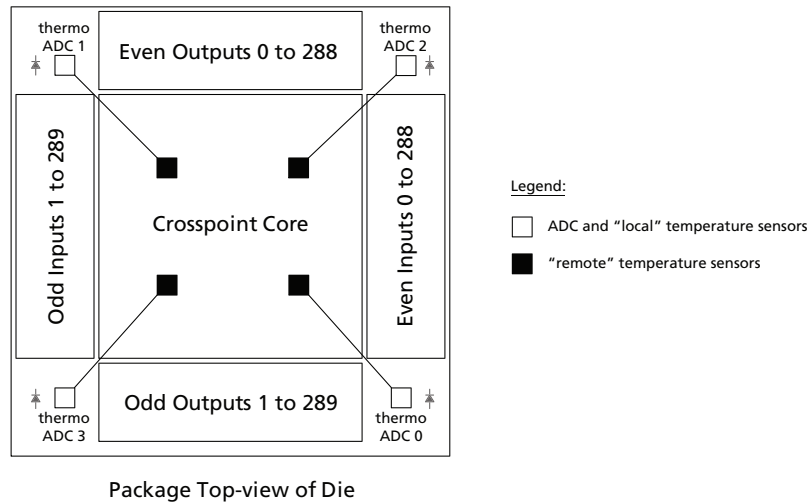 thermo
ADC 1
Even Outputs 0 to 288
thermo
ADC 2
Odd Inputs 1 to 289
Crosspoint Core
Even Inputs 0 to 288
Legend:
ADC and “local” temperature sensors
“remote” temperature sensors
thermo
ADC 3
Odd Outputs 1 to 289
thermo
ADC 0
Package Top-view of Die